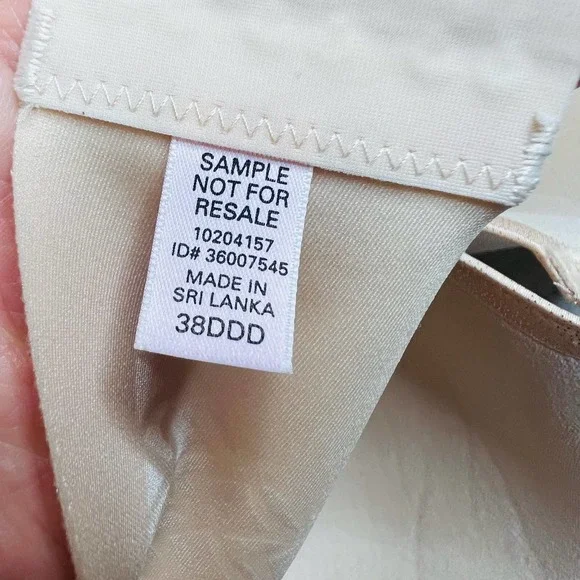 SAMPLE
NOT FOR
RESALE
10204157
ID# 36007545
MADE IN
SRI LANKA
38DDD